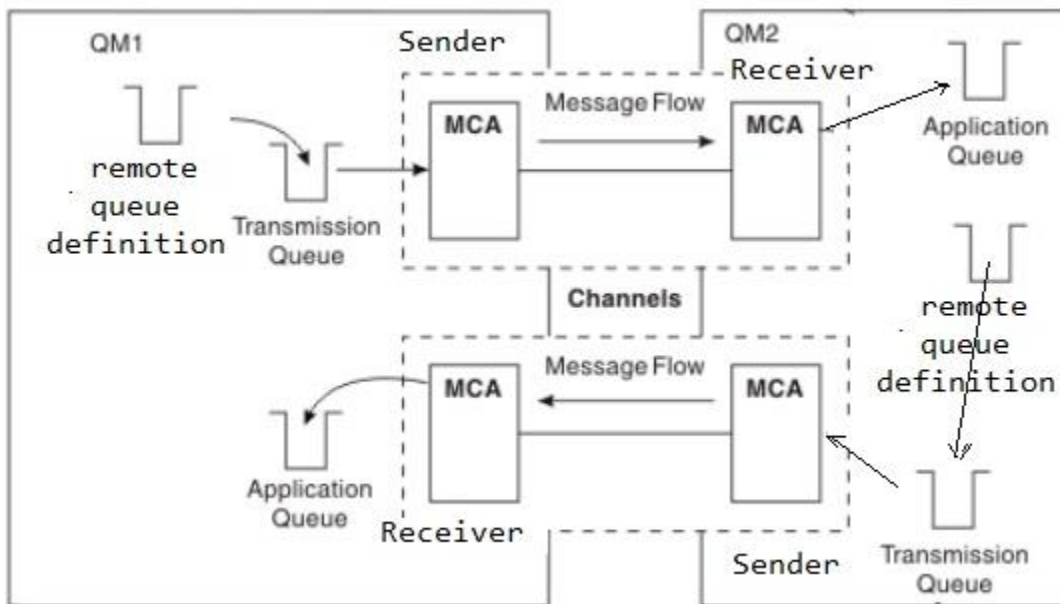 QM1
Sender
QM2
Receiver
MCA
Message Flow
MCA
Application
Queue
remote
queue
definition
Transmission
Queue
Channels
remote
queue
definition
MCA
Message Flow
MCA
Application
Queue
Receiver
Sender
Transmission
Queue